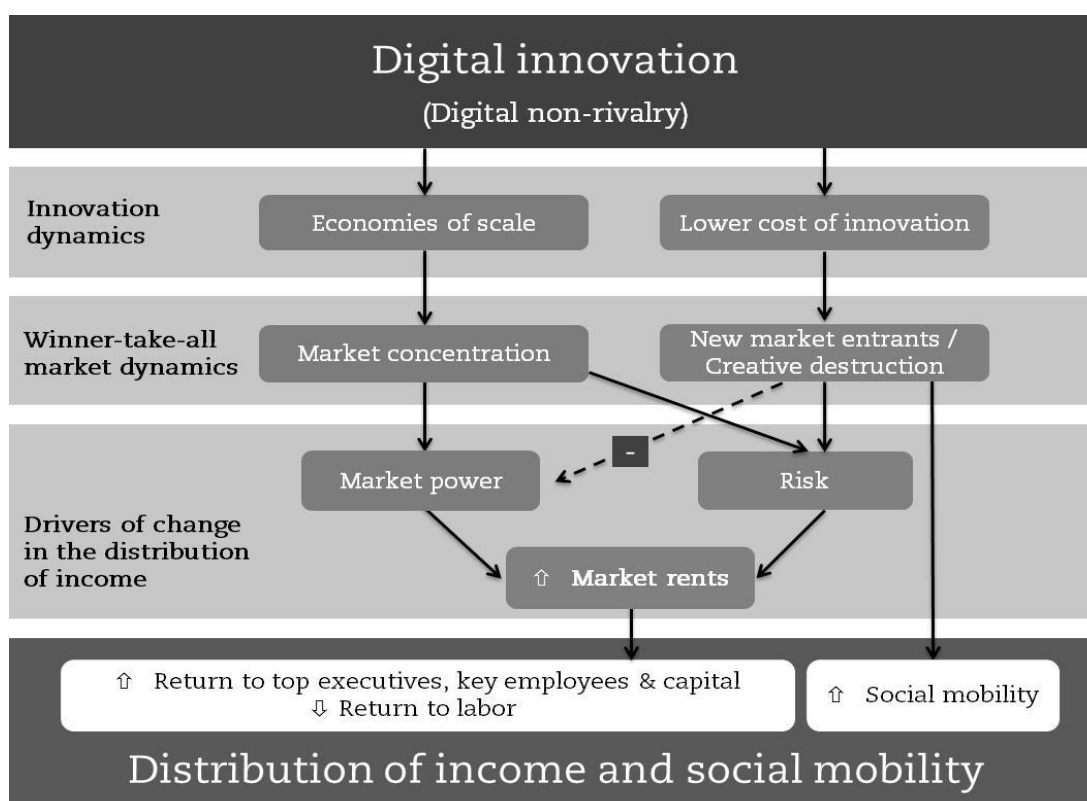 Digital innovation
(Digital non-rivalry)
Innovation
dynamics
Economies of scale
Lower cost of innovation
Winner-take-all
market dynamics
Market concentration
New market entrants /
Creative destruction
-
Market power
Risk
Drivers of change
in the distribution
of income
⇧ Market rents
⇧ Return to top executives, key employees & capital
⇩ Return to labor
⇧ Social mobility
Distribution of income and social mobility